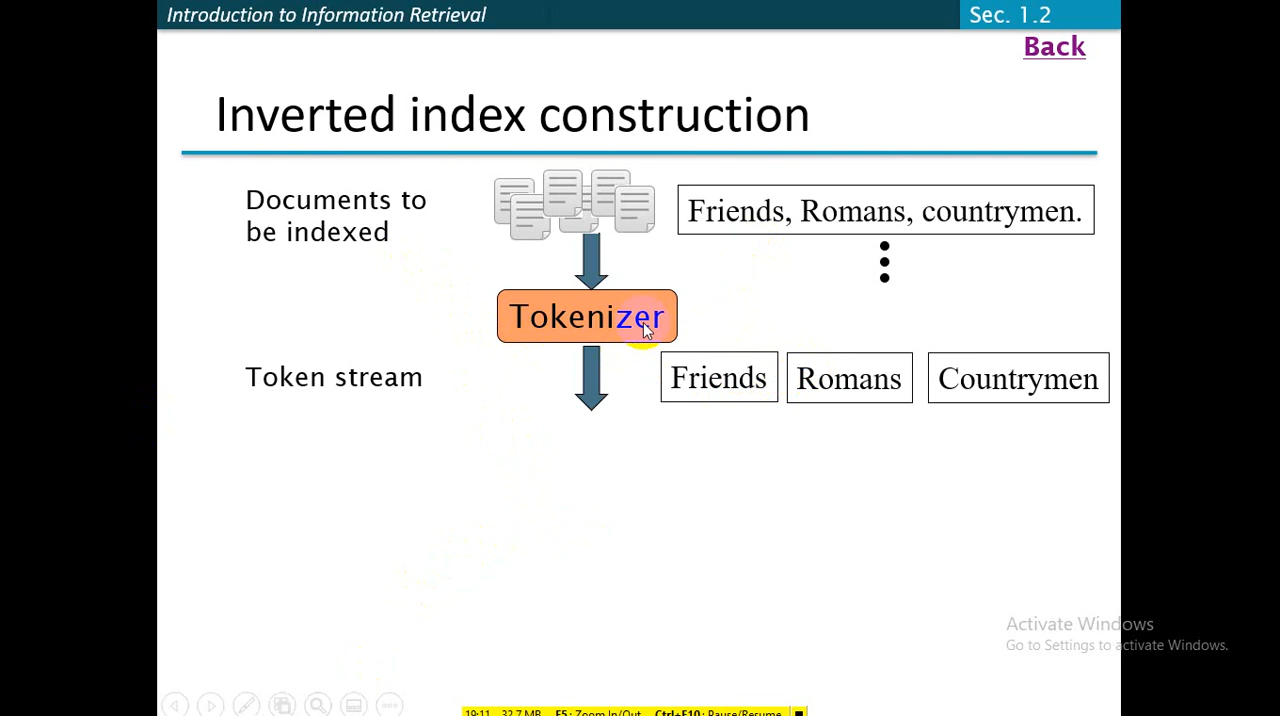 Introduction to Information Retrieval
Sec. 1.2
Back
Inverted index construction
Documents to
be indexed
Friends, Romans, countrymen.
Tokenizer
Token stream
Friends
Romans
Countrymen
Activate Windows
Go to Settings to activate Windows.
19:11 32.7 MB F5: Zoom In/Out Ctrl+F10: Pause/Resume